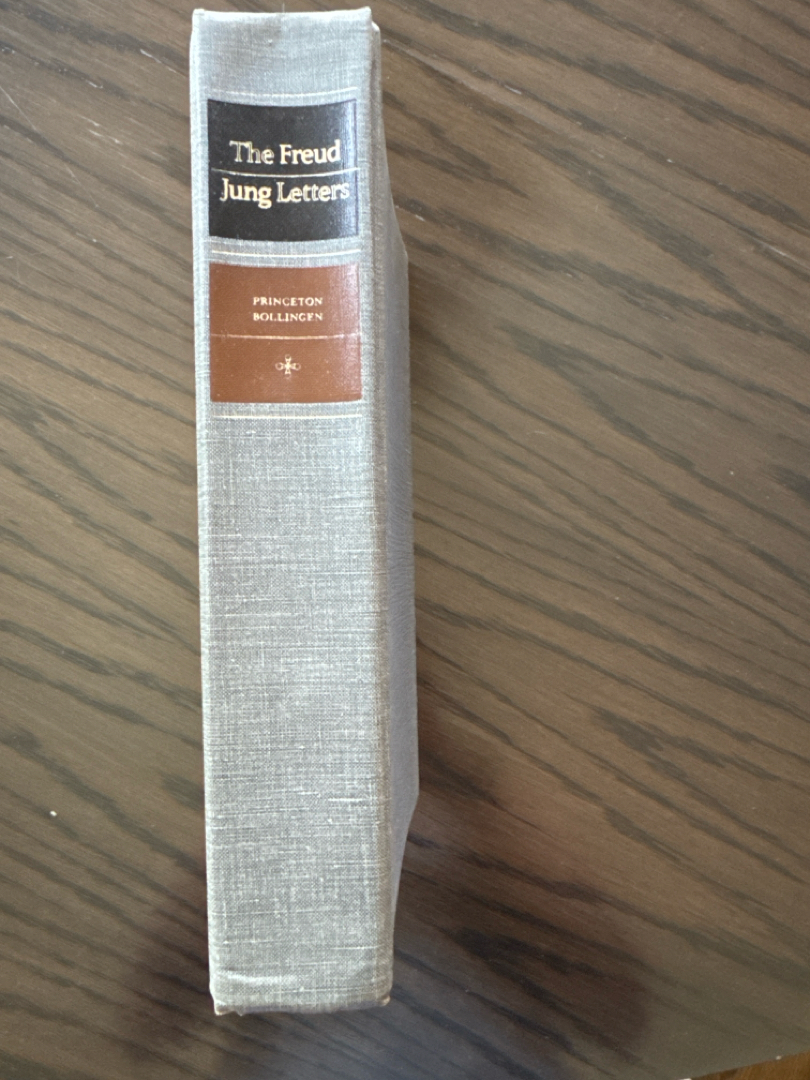 The Freud
Jung Letters
PRINCETON
BOLLINGEN